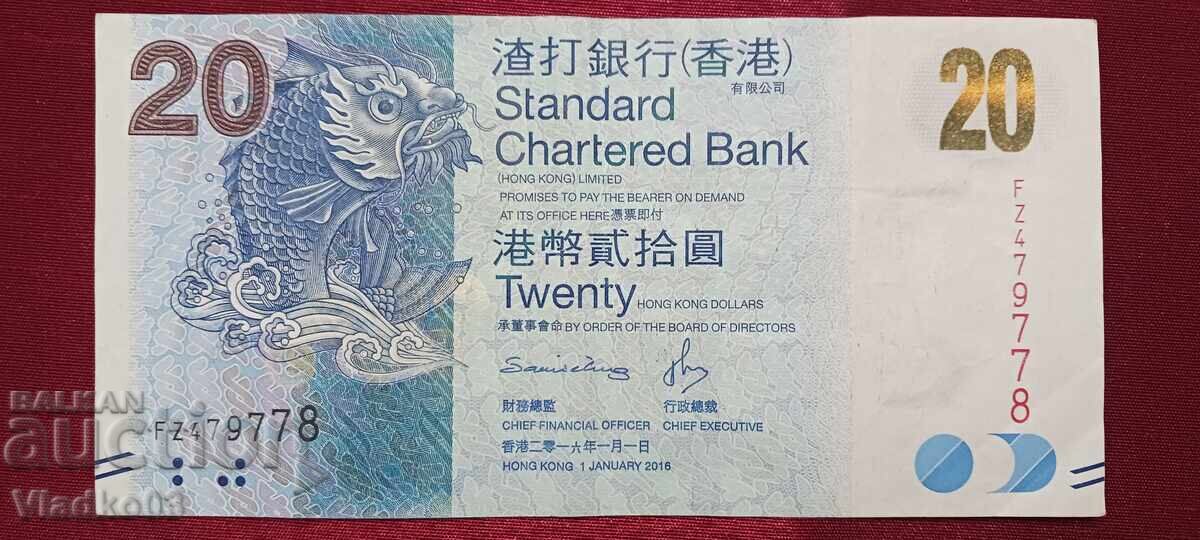 20
渣打銀行(香港)
有限公司
Standard
Chartered Bank
(HONG KONG) LIMITED
PROMISES TO PAY THE BEARER ON DEMAND
AT ITS OFFICE HERE憑票即付
港幣貳拾圓
Twenty HONG KONG DOLLARS
承董事會命 BY ORDER OF THE BOARD OF DIRECTORS
財務總監 行政總裁
CHIEF FINANCIAL OFFICER CHIEF EXECUTIVE
香港二零一六年一月一日
HONG KONG 1 JANUARY 2016
FZ479778
20
FZ479778
BALKAN
auction
Vladko03